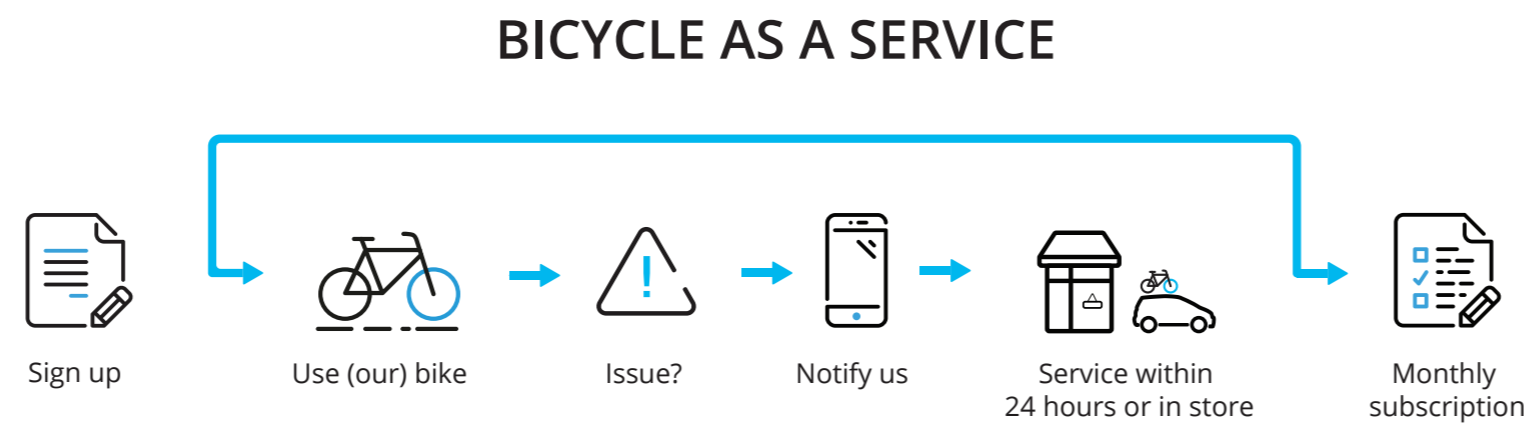 BICYCLE AS A SERVICE
Sign up
Use (our) bike
Issue?
Notify us
Service within
24 hours or in store
Monthly
subscription